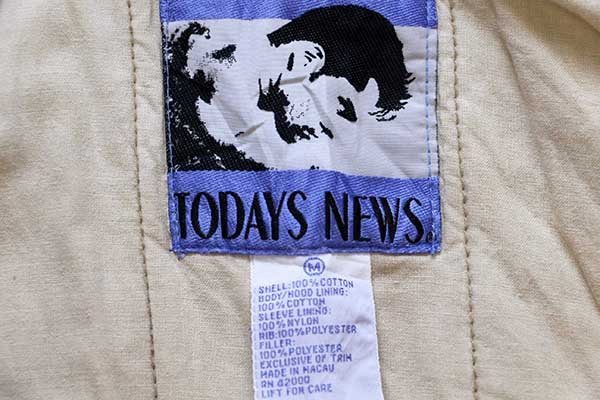 TODAYS NEWS.
M
SHELL:100%COTTON
BODY/HOOD LINING:
100%COTTON
SLEEVE LINING:
100%NYLON
RIB:100%POLYESTER
FILLER:
100%POLYESTER
EXCLUSIVE OF TRIM
MADE IN MACAU
RN 42000
LIFT FOR CARE